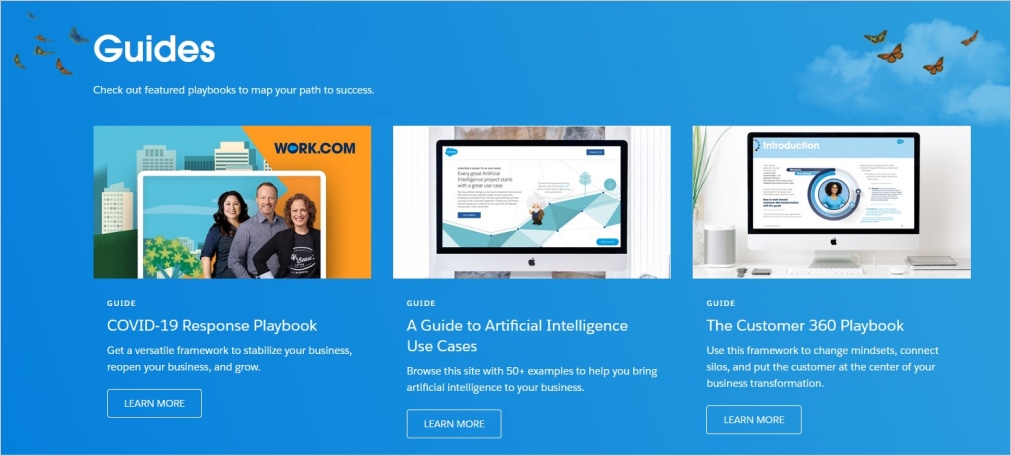 Guides
Check out featured playbooks to map your path to success.
WORK.COM
GUIDE
COVID-19 Response Playbook
Get a versatile framework to stabilize your business,
reopen your business, and grow.
LEARN MORE
Every great Artificial
Intelligence project starts
with a great use case.
GUIDE
A Guide to Artificial Intelligence
Use Cases
Browse this site with 50+ examples to help you bring
artificial intelligence to your business.
LEARN MORE
Introduction
GUIDE
The Customer 360 Playbook
Use this framework to change mindsets, connect
silos, and put the customer at the center of your
business transformation.
LEARN MORE